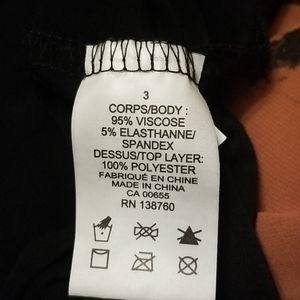 3
CORPS/BODY :
95% VISCOSE
5% ELASTHANNE/
SPANDEX
DESSUS/TOP LAYER:
100% POLYESTER
FABRIQUÉ EN CHINE
MADE IN CHINA
CA 00655
RN 138760